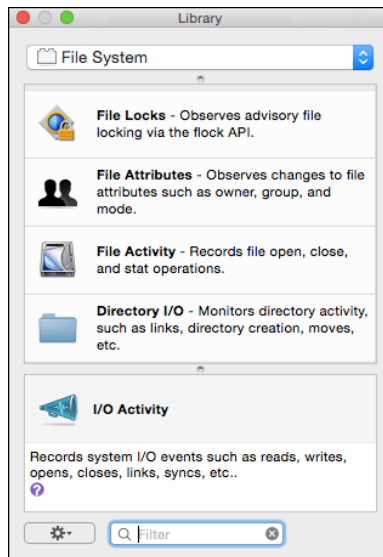 Library
File System
File Locks - Observes advisory file
locking via the flock API.
File Attributes - Observes changes to file
attributes such as owner, group, and
mode.
File Activity - Records file open, close,
and stat operations.
Directory I/O - Monitors directory activity,
such as links, directory creation, moves,
etc.
I/O Activity
Records system I/O events such as reads, writes,
opens, closes, links, syncs, etc..
?
Filter